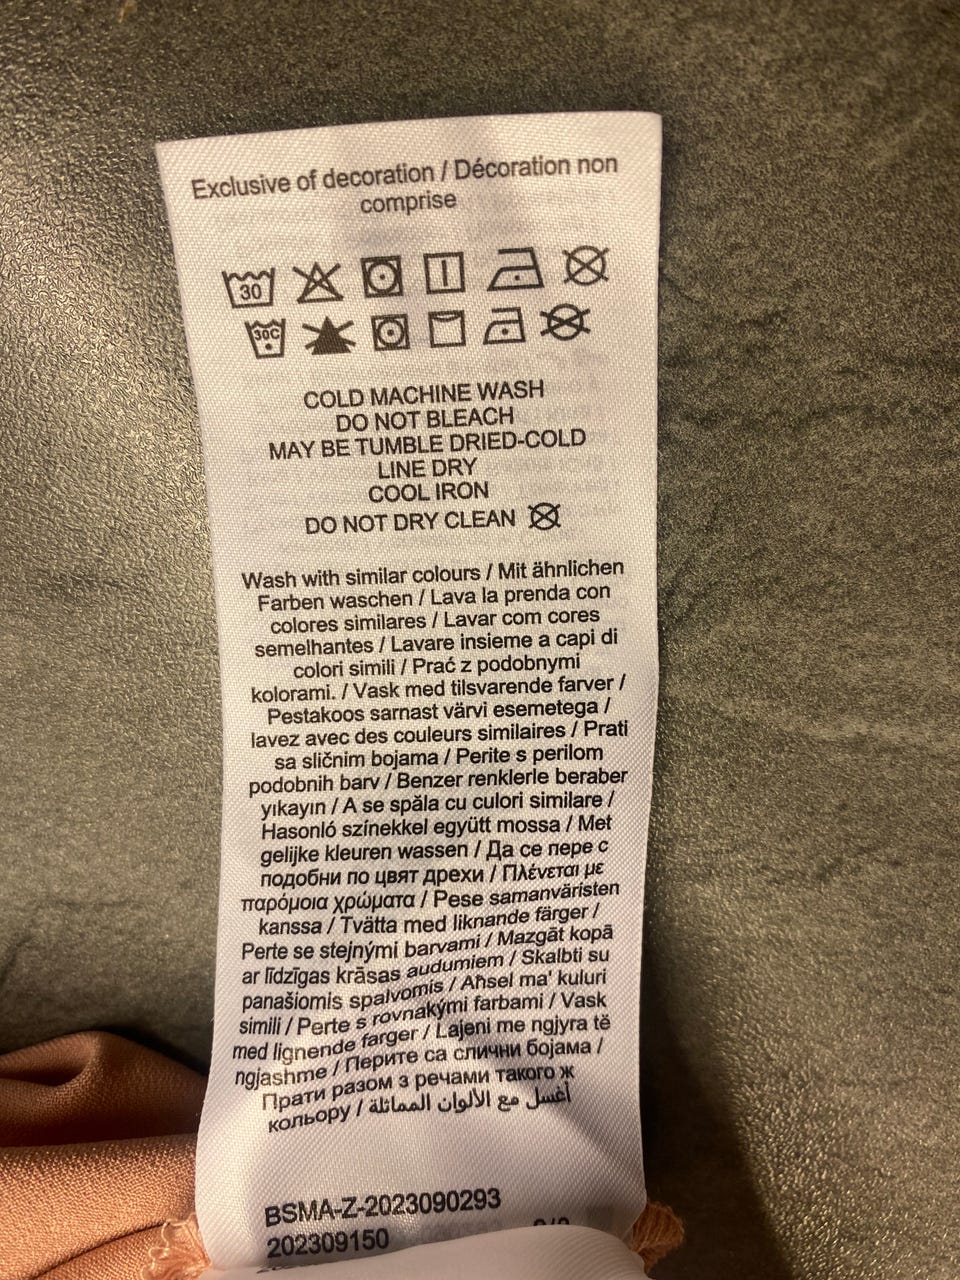 Exclusive of decoration / Décoration non
comprise
30
30C
COLD MACHINE WASH
DO NOT BLEACH
MAY BE TUMBLE DRIED-COLD
LINE DRY
COOL IRON
DO NOT DRY CLEAN
Wash with similar colours / Mit ähnlichen
Farben waschen / Lava la prenda con
colores similares / Lavar com cores
semelhantes / Lavare insieme a capi di
colori simili / Prać z podobnymi
kolorami. / Vask med tilsvarende farver /
Pestakoos sarnast värvi esemetega /
lavez avec des couleurs similaires / Prati
sa sličnim bojama / Perite s perilom
podobnih barv / Benzer renklerle beraber
yıkayın / A se spăla cu culori similare /
Hasonló színekkel együtt mossa / Met
gelijke kleuren wassen / Да се пере с
подобни по цвят дрехи / Πλένεται με
παρόμοια χρώματα / Pese samanväristen
kanssa / Tvätta med liknande färger /
Perte se stejnými barvami / Mazgāt kopā
ar līdzīgas krāsas audumiem / Skalbti su
panašiomis spalvomis / Aħsel ma' kuluri
simili / Perte s rovnakými farbami / Vask
med lignende farger / Lajeni me ngjyra të
ngjashme / Перите са слични бојама /
Прати разом з речами такого ж
кольору / أغسل مع الألوان المماثلة
BSMA-Z-2023090293
202309150